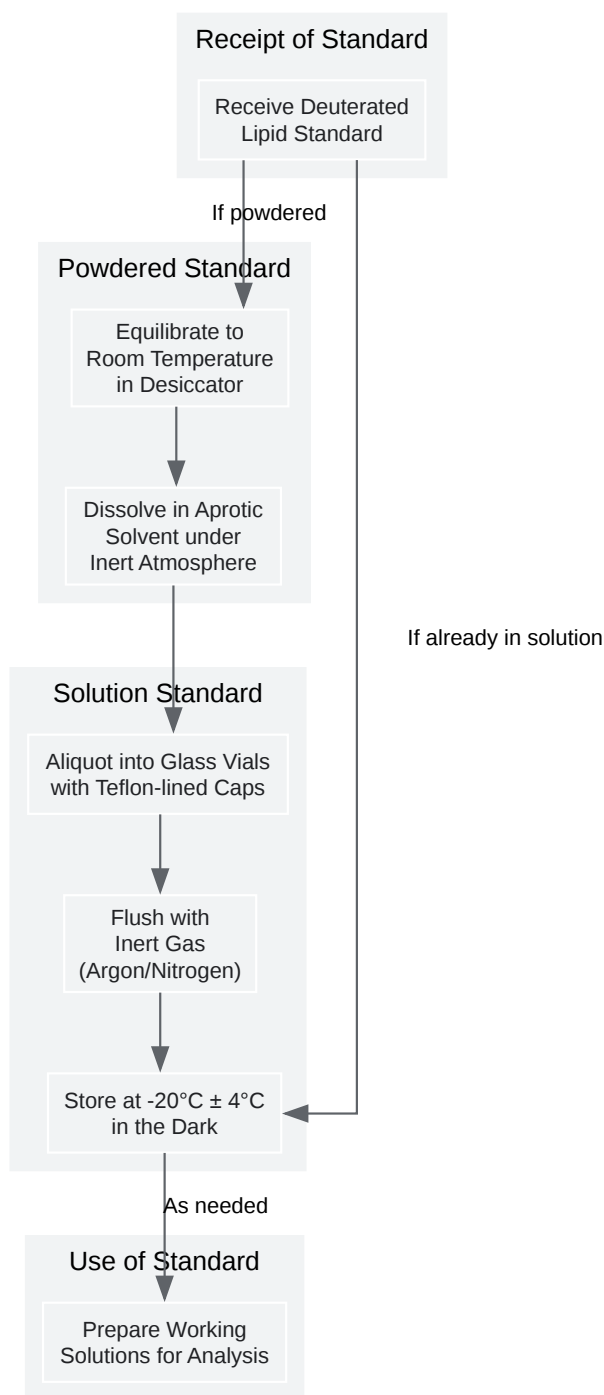 Receipt of Standard
Receive Deuterated
Lipid Standard
If powdered
Powdered Standard
Equilibrate to
Room Temperature
in Desiccator
Dissolve in Aprotic
Solvent under
Inert Atmosphere
If already in solution
Solution Standard
Aliquot into Glass Vials
with Teflon-lined Caps
Flush with
Inert Gas
(Argon/Nitrogen)
Store at -20°C ± 4°C
in the Dark
As needed
Use of Standard
Prepare Working
Solutions for Analysis